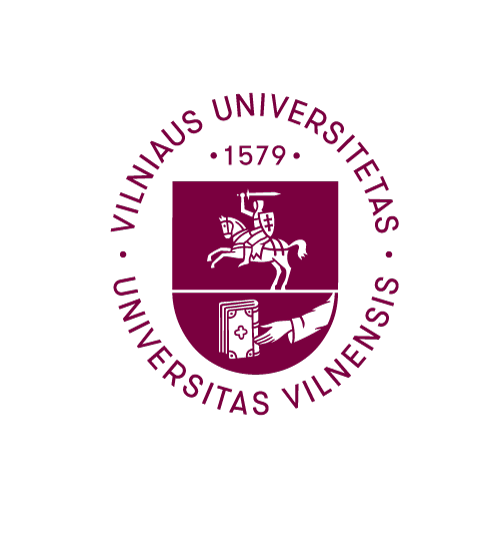 VILNIAUS UNIVERSITETAS
• 1579 •
UNIVERSITAS VILNENSIS